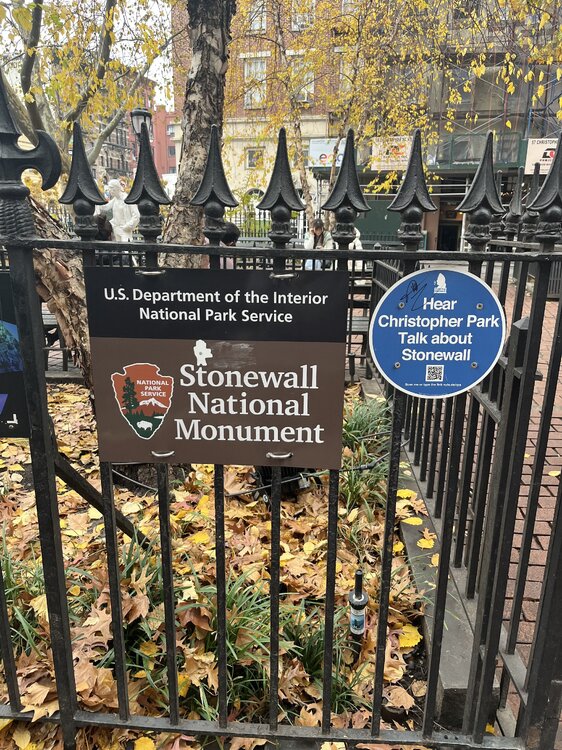 U.S. Department of the Interior
National Park Service
NATIONAL
PARK
SERVICE
Stonewall
National
Monument
Hear
Christopher Park
Talk about
Stonewall